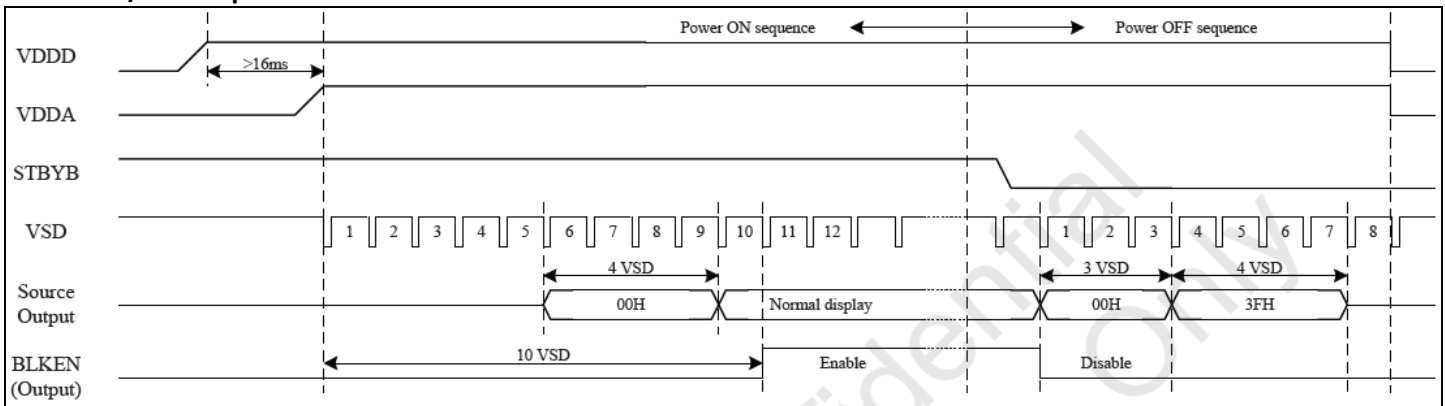 Power ON sequence Power OFF sequence
VDDD
>16ms
VDDA
STBYB
VSD 1 2 3 4 5 6 7 8 9 10 11 12 1 2 3 4 5 6 7 8
4 VSD 3 VSD 4 VSD
Source
Output
00H Normal display 00H 3FH
10 VSD Enable Disable
BLKEN
(Output)
Only